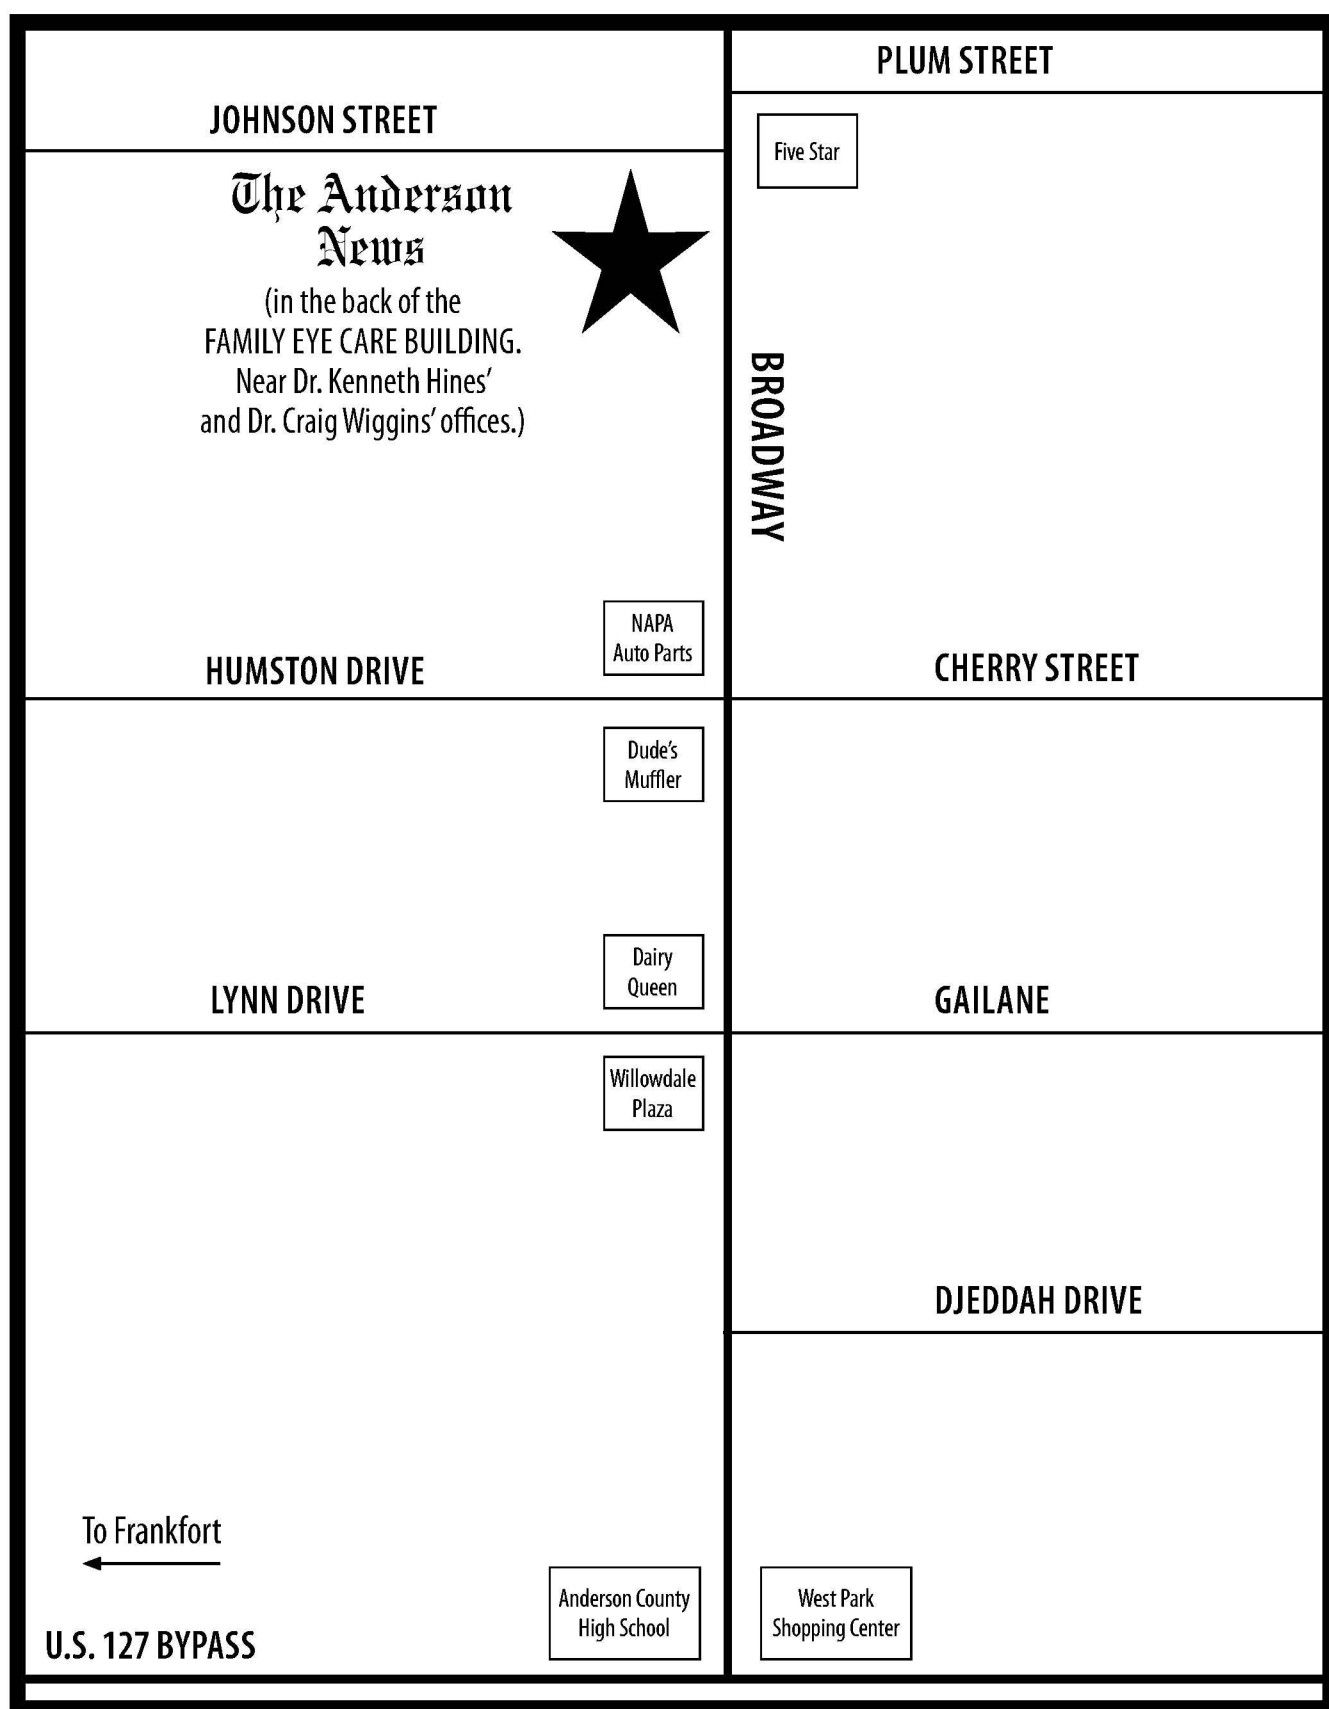 PLUM STREET
JOHNSON STREET
Five Star
The Anderson
News
(in the back of the
FAMILY EYE CARE BUILDING.
Near Dr. Kenneth Hines’
and Dr. Craig Wiggins’ offices.)
BROADWAY
NAPA
Auto Parts
HUMSTON DRIVE
CHERRY STREET
Dude’s
Muffler
Dairy
Queen
LYNN DRIVE
GAILANE
Willowdale
Plaza
DJEDDAH DRIVE
To Frankfort
Anderson County
High School
West Park
Shopping Center
U.S. 127 BYPASS